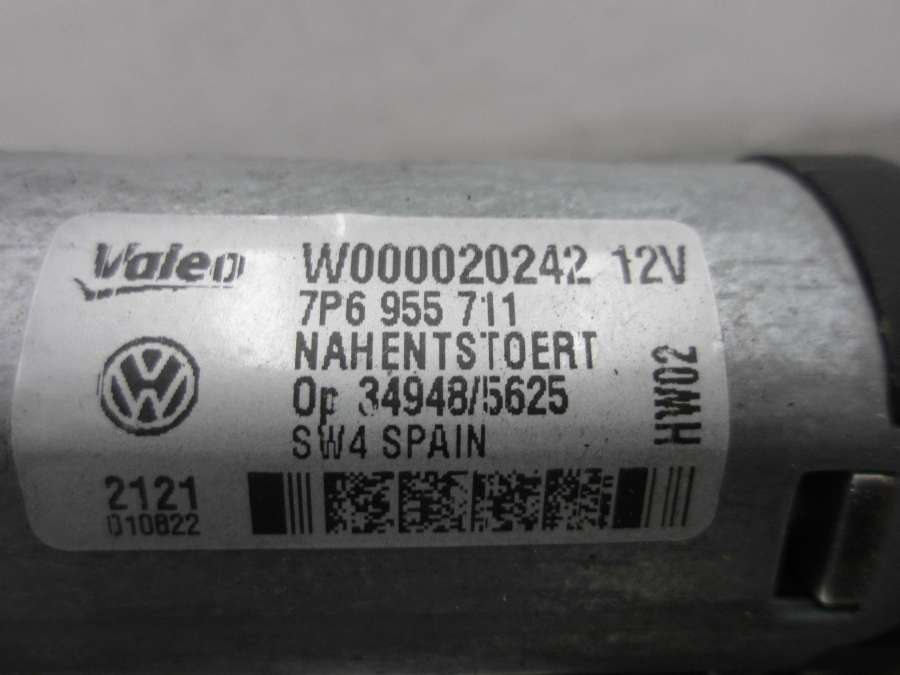 Valeo W000020242 12V
7P6 955 711
NAHENTSTOERT
Op 34948/5625
SW4 SPAIN
HW02
2121
010822